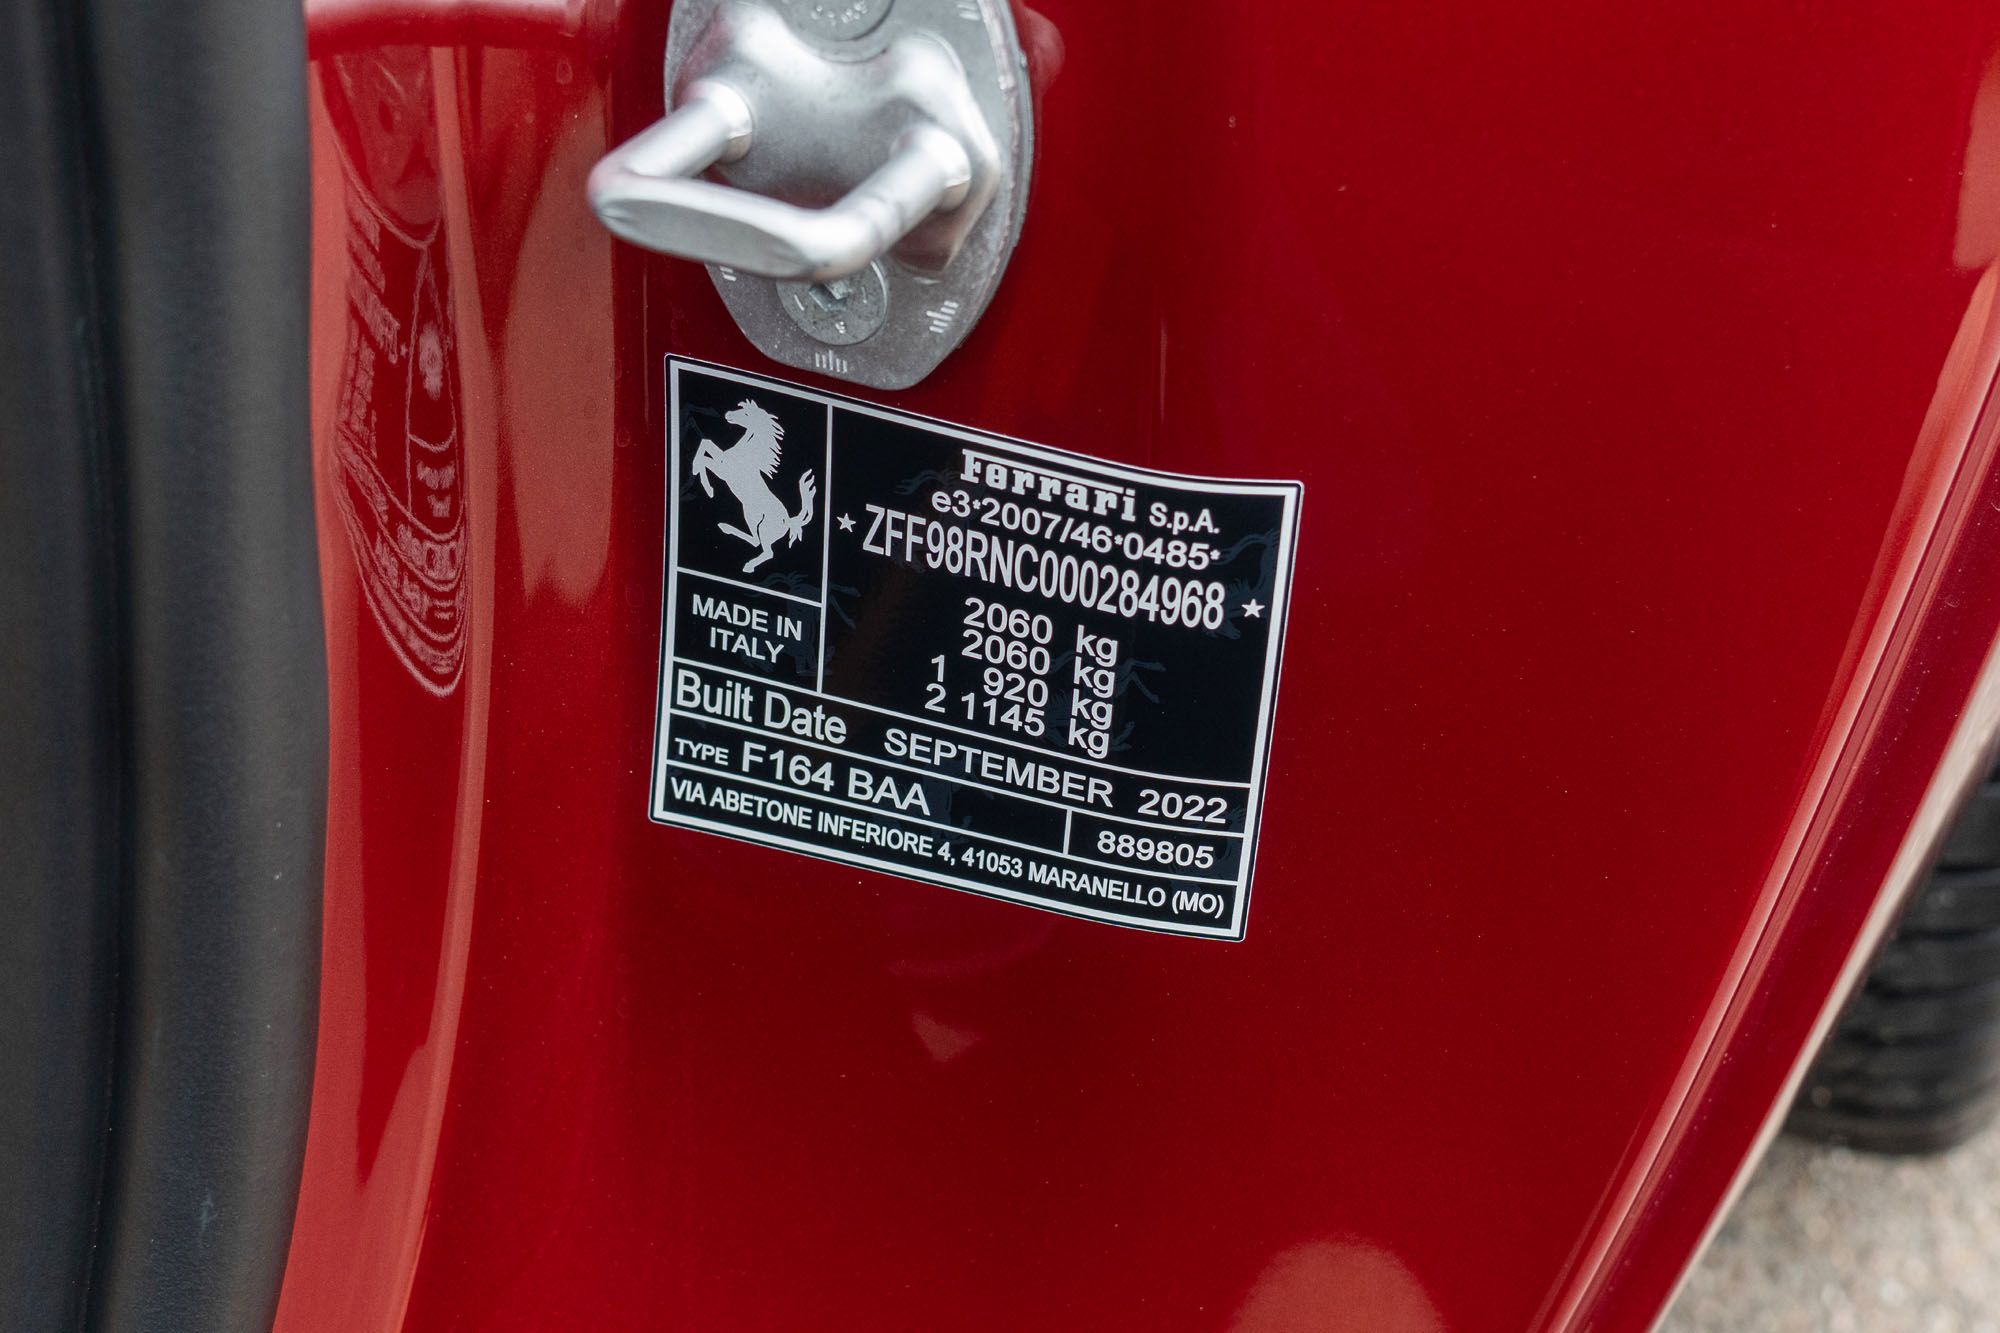 Ferrari S.p.A.
e3*2007/46*0485*
★ ZFF98RNC000284968 ★
2060 kg
2060 kg
1 920 kg
2 1145 kg
MADE IN
ITALY
Built Date SEPTEMBER 2022
TYPE F164 BAA 889805
VIA ABETONE INFERIORE 4, 41053 MARANELLO (MO)